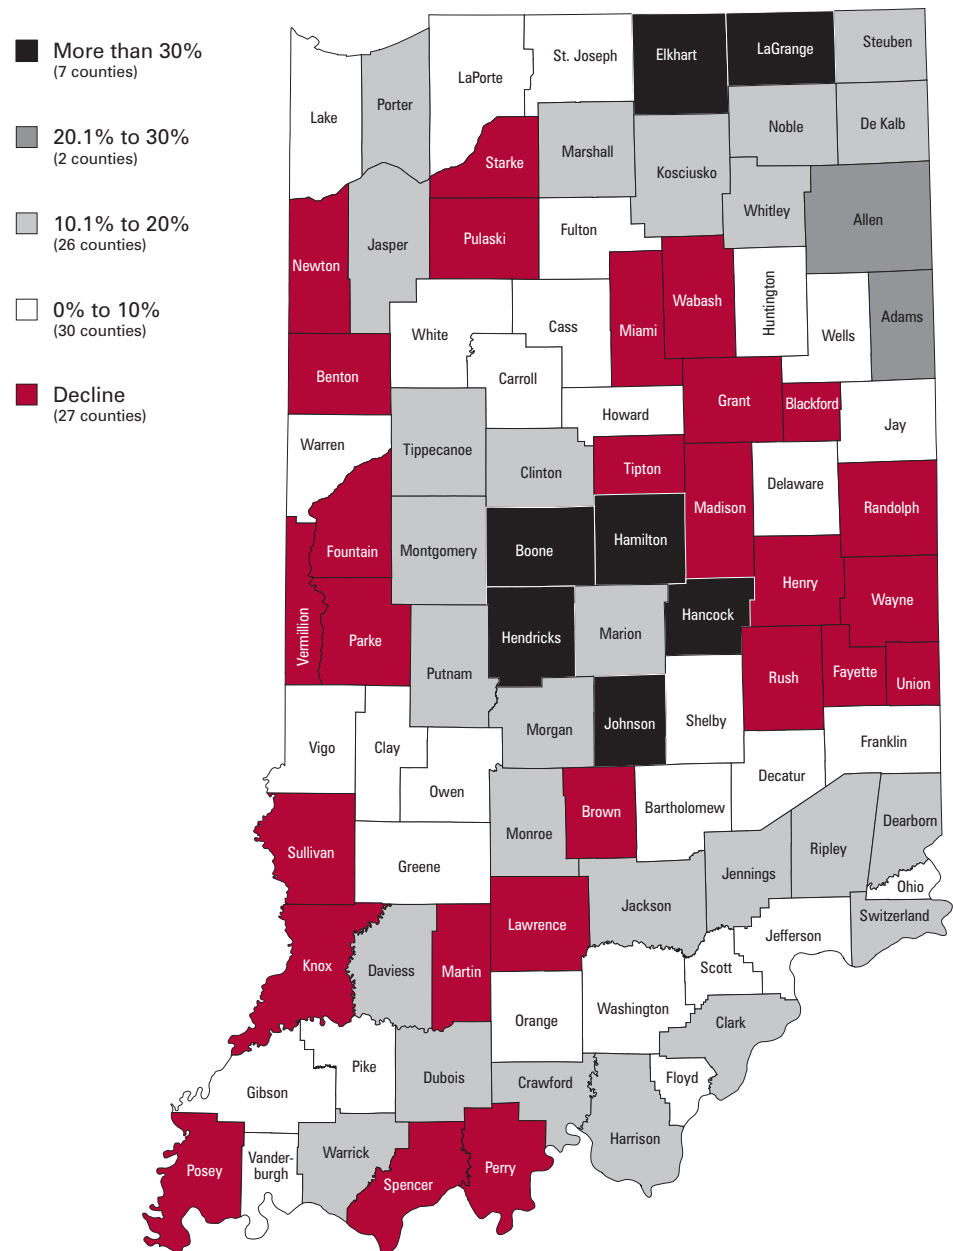 More than 30%
(7 counties)
20.1% to 30%
(2 counties)
10.1% to 20%
(26 counties)
0% to 10%
(30 counties)
Decline
(27 counties)
Lake
Porter
LaPorte
St. Joseph
Elkhart
LaGrange
Steuben
Noble
De Kalb
Starke
Marshall
Kosciusko
Whitley
Allen
Newton
Jasper
Pulaski
Fulton
Wabash
Huntington
Miami
White
Cass
Wells
Adams
Benton
Carroll
Howard
Grant
Blackford
Jay
Warren
Tippecanoe
Clinton
Tipton
Madison
Delaware
Randolph
Fountain
Montgomery
Boone
Hamilton
Henry
Wayne
Vermillion
Parke
Putnam
Hendricks
Marion
Hancock
Rush
Fayette
Union
Vigo
Clay
Owen
Morgan
Johnson
Shelby
Decatur
Franklin
Sullivan
Greene
Monroe
Brown
Bartholomew
Jennings
Ripley
Dearborn
Ohio
Switzerland
Knox
Daviess
Martin
Lawrence
Jackson
Jefferson
Scott
Washington
Orange
Clark
Gibson
Pike
Dubois
Crawford
Floyd
Harrison
Posey
Vander-
burgh
Warrick
Spencer
Perry